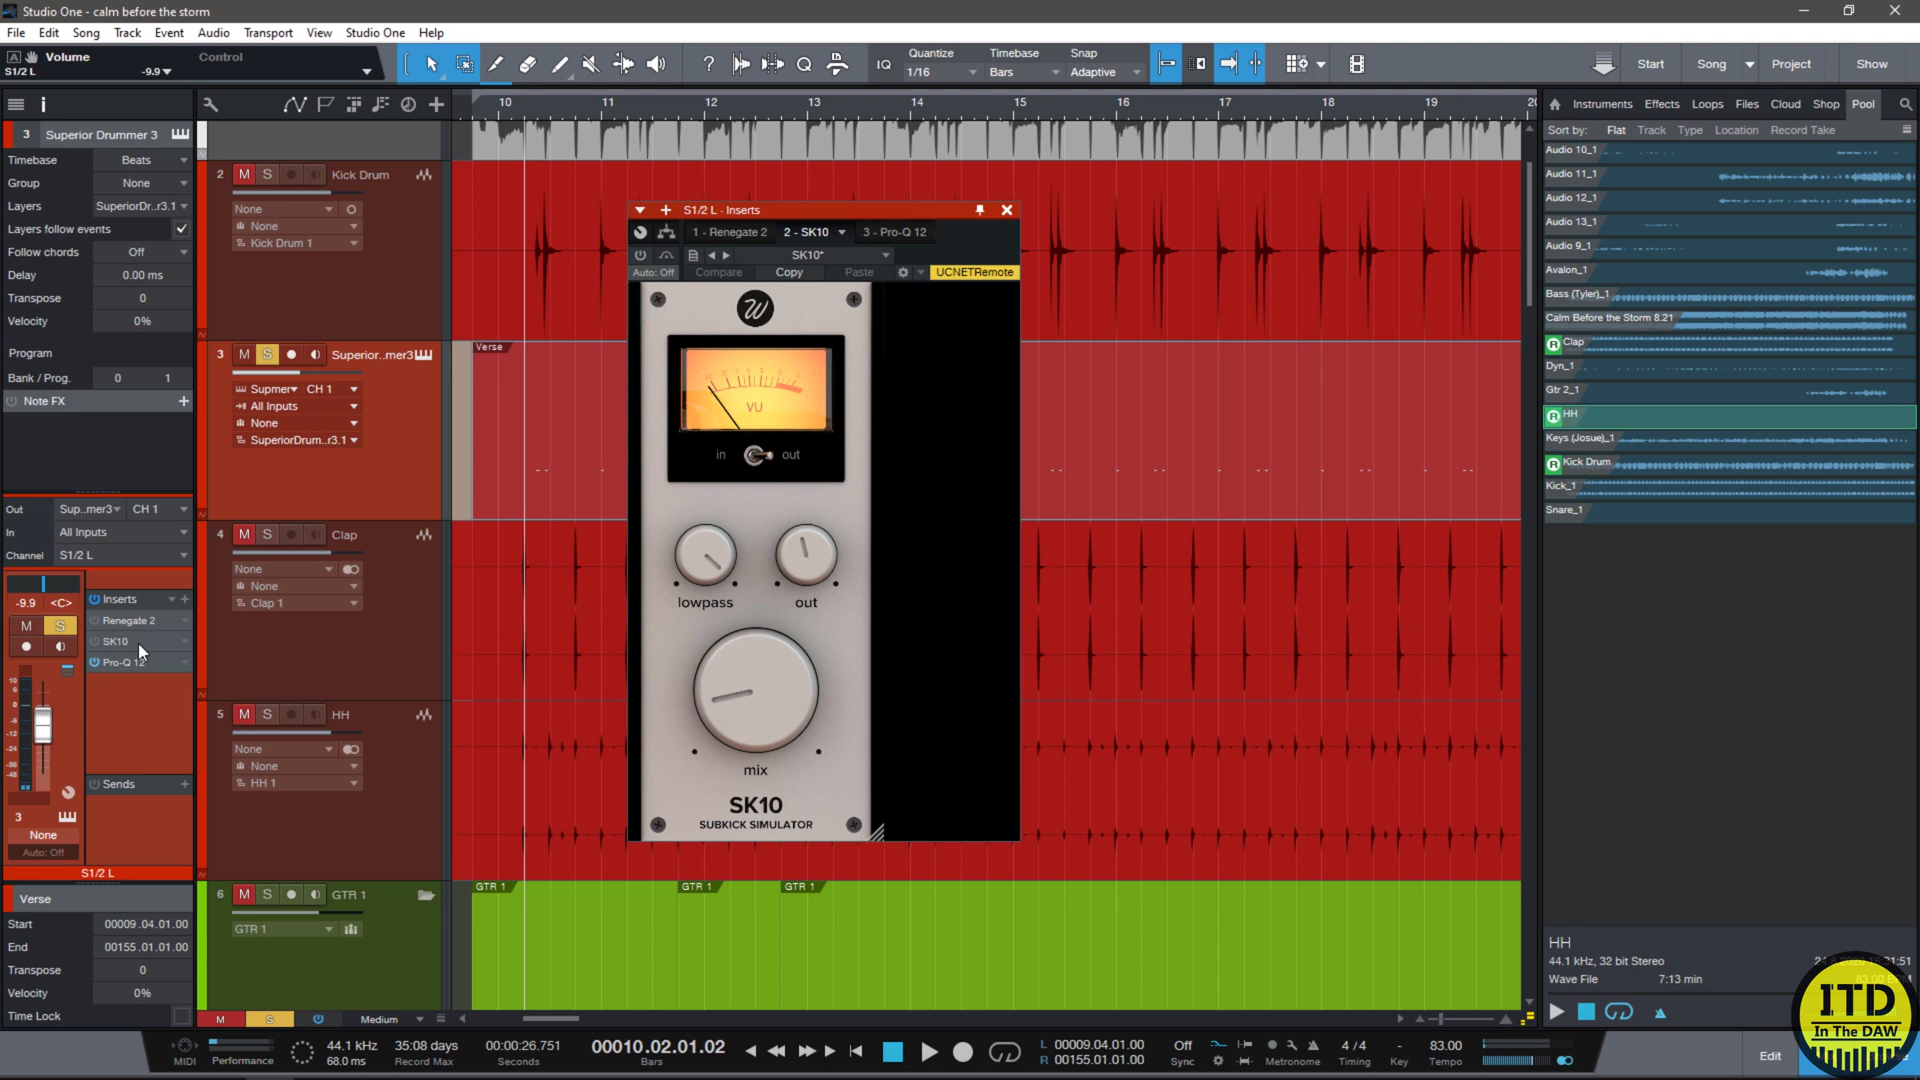 Studio One - calm before the storm
File Edit Song Track Event Audio Transport View Studio One Help
A Volume Control
S1/2 L -9.9
IQ Quantize 1/16 Timebase Bars Snap Adaptive
Start Song Project Show
3 Superior Drummer 3
Timebase Beats
Group None
Layers SuperiorDr..r3.1
Layers follow events
Follow chords Off
Delay 0.00 ms
Transpose 0
Velocity 0%
Program
Bank / Prog. 0 1
Note FX
Out Sup..mer3 CH 1
In All Inputs
Channel S1/2 L
-9.9 <C>
M S
Inserts
Renegate 2
SK10
Pro-Q 12
Sends
3
None
Auto: Off
S1/2 L
Verse
Start 00009.04.01.00
End 00155.01.01.00
Transpose 0
Velocity 0%
Time Lock
10 11 12 13 14 15 16 17 18 19
2 M S Kick Drum
None
None
Kick Drum 1
3 M S Superior..mer3
Supmer CH 1
All Inputs
None
SuperiorDrum..r3.1
Verse
4 M S Clap
None
None
Clap 1
5 M S HH
None
None
HH 1
6 M S GTR 1
GTR 1
GTR 1 GTR 1 GTR 1
M S Medium
S1/2 L - Inserts
1 - Renegate 2 2 - SK10 3 - Pro-Q 12
SK10*
Auto: Off Compare Copy Paste UCNETRemote
W
VU
in out
lowpass out
mix
SK10
SUBKICK SIMULATOR
Instruments Effects Loops Files Cloud Shop Pool
Sort by: Flat Track Type Location Record Take
Audio 10_1
Audio 11_1
Audio 12_1
Audio 13_1
Audio 9_1
Avalon_1
Bass (Tyler)_1
Calm Before the Storm 8.21
R Clap
Dyn_1
Gtr 2_1
R HH
Keys (Josue)_1
R Kick Drum
Kick_1
Snare_1
HH
44.1 kHz, 32 bit Stereo
Wave File 7:13 min
ITD
In The DAW
MIDI Performance
44.1 kHz 68.0 ms
35:08 days Record Max
00:00:26.751 Seconds
00010.02.01.02 Bars
L 00009.04.01.00
R 00155.01.01.00
Off Sync
Metronome
4 / 4 Timing
- Key
83.00 Tempo
Edit